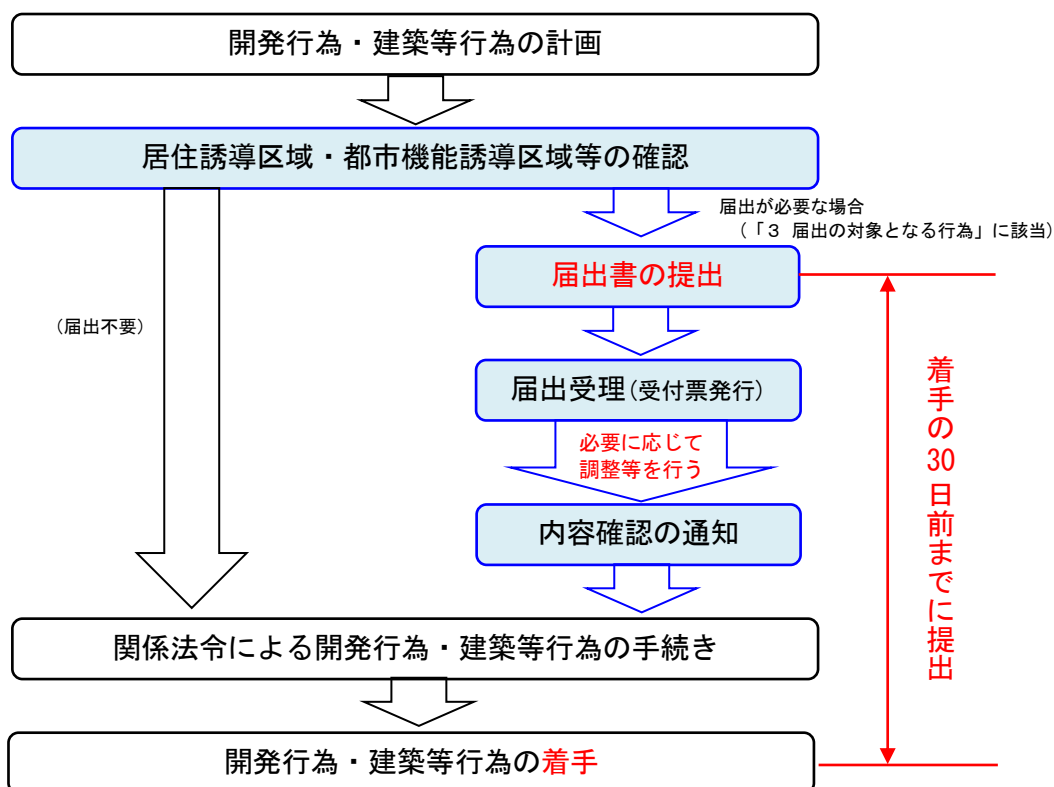 開発行為・建築等行為の計画
居住誘導区域・都市機能誘導区域等の確認
届出が必要な場合
(「３ 届出の対象となる行為」に該当)
届出書の提出
(届出不要)
届出受理(受付票発行)
必要に応じて
調整等を行う
内容確認の通知
着手の30日前までに提出
関係法令による開発行為・建築等行為の手続き
開発行為・建築等行為の着手